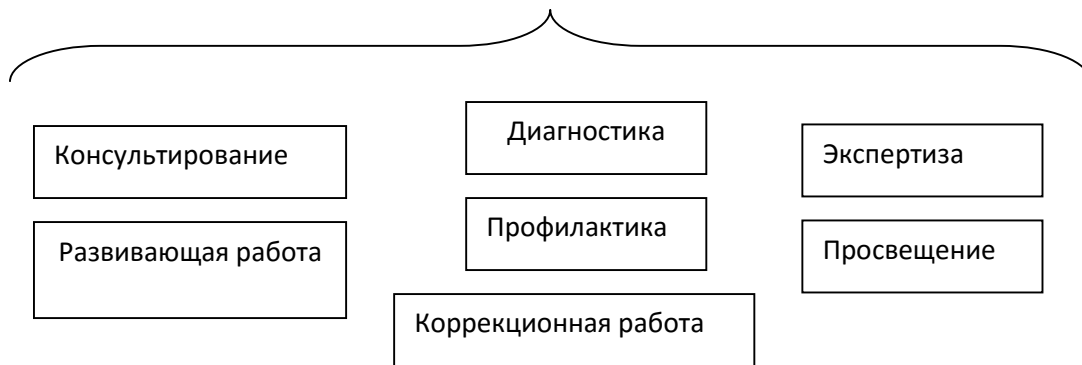 Консультирование
Диагностика
Экспертиза
Развивающая работа
Профилактика
Просвещение
Коррекционная работа